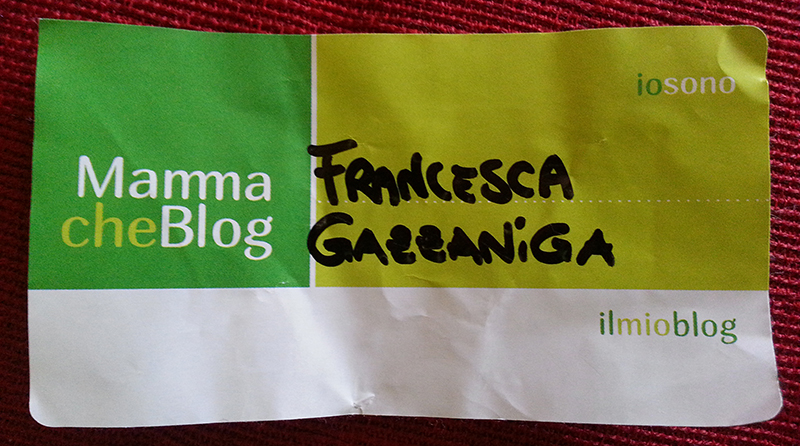 iosono
Mamma
cheBlog
FRANCESCA
GAZZANiGA
ilmioblog